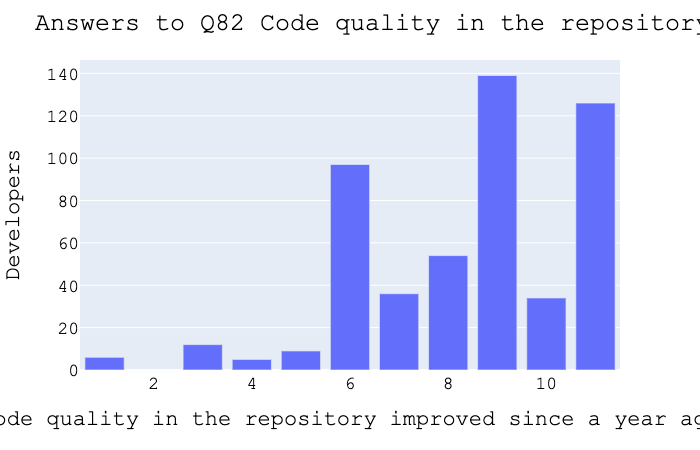 Answers to Q82 Code quality in the repository
140
120
100
80
60
40
20
0
Developers
2 4 6 8 10
ode quality in the repository improved since a year ag